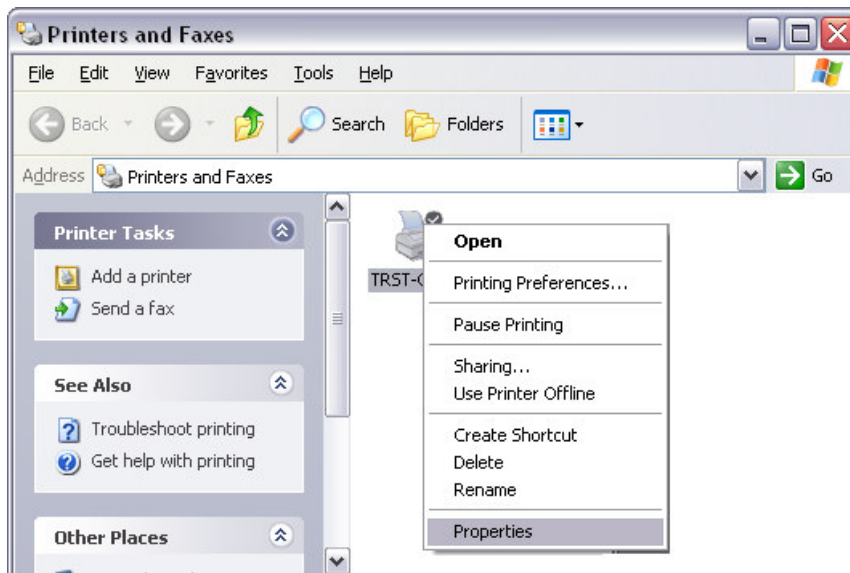 Printers and Faxes
File Edit View Favorites Tools Help
Back Search Folders
Address Printers and Faxes Go
Printer Tasks
Add a printer
Send a fax
See Also
Troubleshoot printing
Get help with printing
Other Places
Open
Printing Preferences...
Pause Printing
Sharing...
Use Printer Offline
Create Shortcut
Delete
Rename
Properties